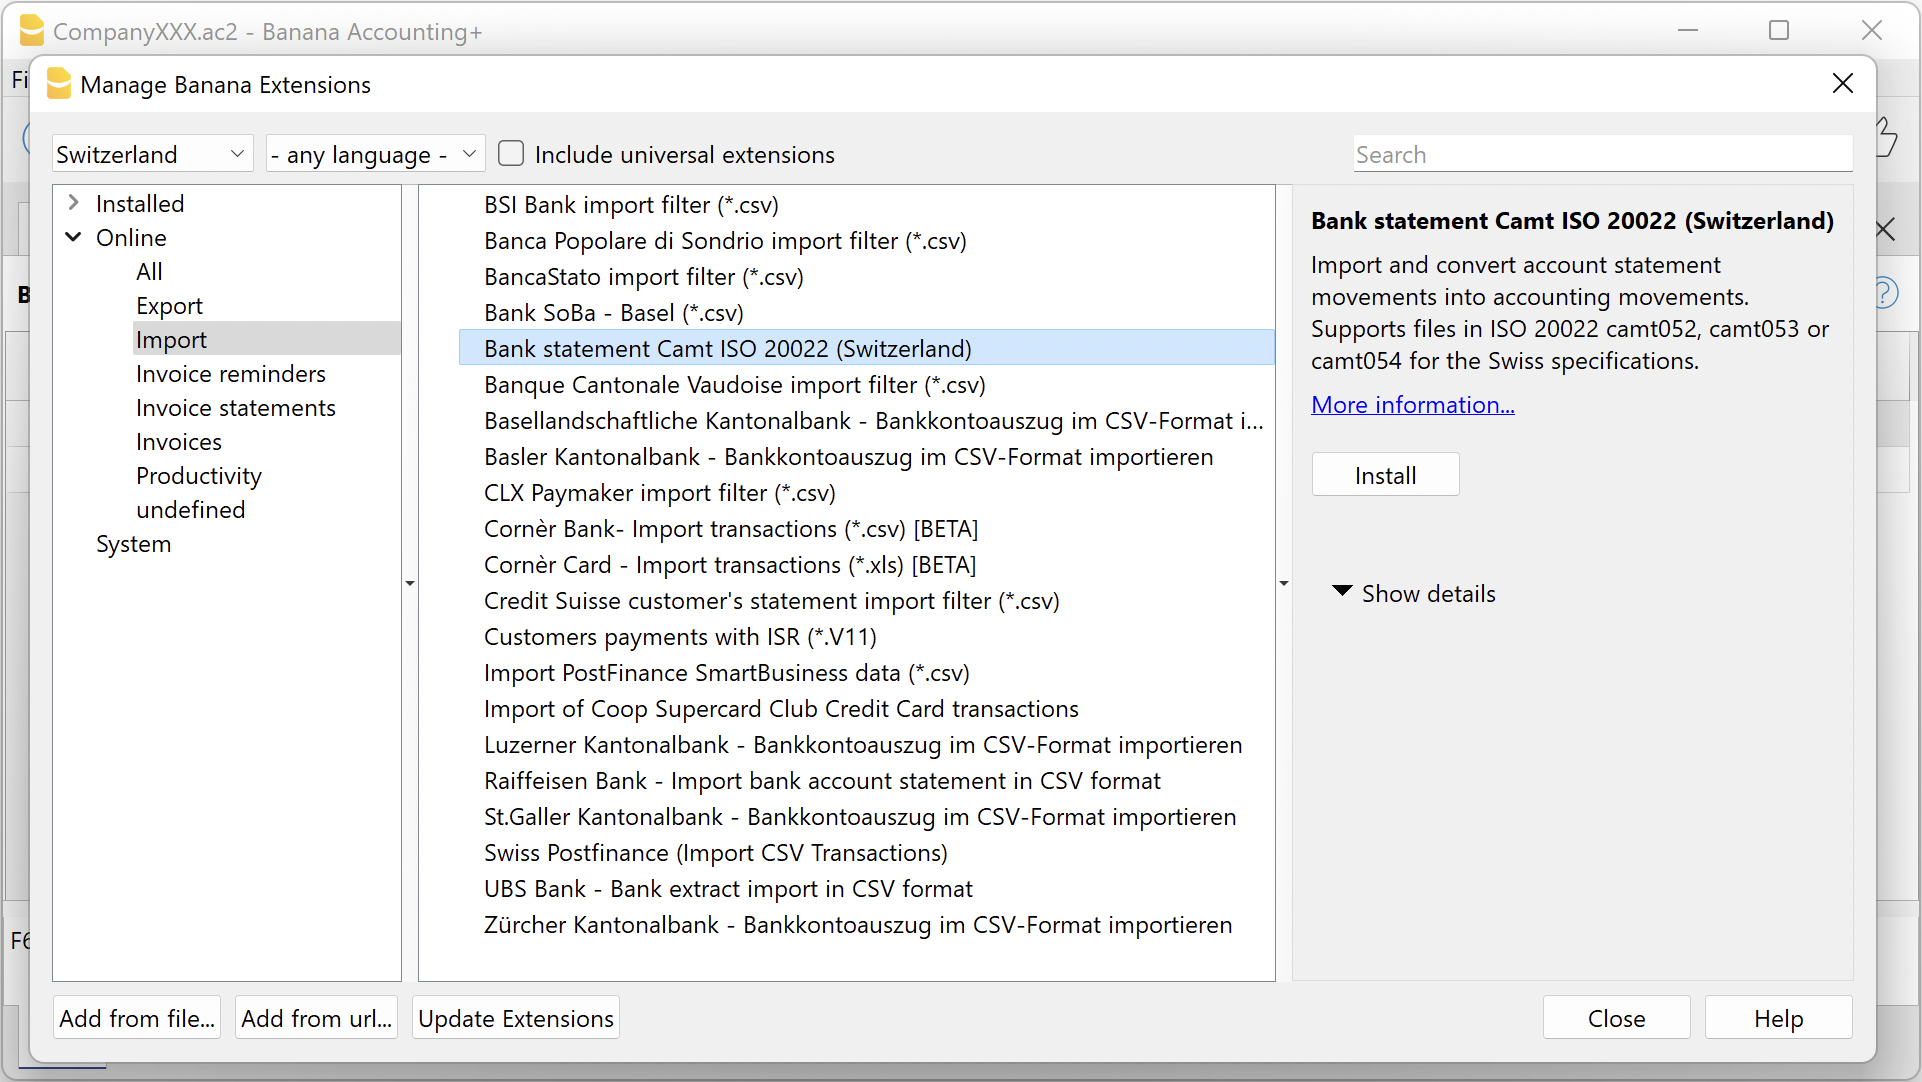 CompanyXXX.ac2 - Banana Accounting+
Fi
Manage Banana Extensions
Switzerland
- any language -
Include universal extensions
Search
Installed
Online
All
Export
Import
Invoice reminders
Invoice statements
Invoices
Productivity
undefined
System
BSI Bank import filter (*.csv)
Banca Popolare di Sondrio import filter (*.csv)
BancaStato import filter (*.csv)
Bank SoBa - Basel (*.csv)
Bank statement Camt ISO 20022 (Switzerland)
Banque Cantonale Vaudoise import filter (*.csv)
Basellandschaftliche Kantonalbank - Bankkontoauszug im CSV-Format i...
Basler Kantonalbank - Bankkontoauszug im CSV-Format importieren
CLX Paymaker import filter (*.csv)
Cornèr Bank- Import transactions (*.csv) [BETA]
Cornèr Card - Import transactions (*.xls) [BETA]
Credit Suisse customer's statement import filter (*.csv)
Customers payments with ISR (*.V11)
Import PostFinance SmartBusiness data (*.csv)
Import of Coop Supercard Club Credit Card transactions
Luzerner Kantonalbank - Bankkontoauszug im CSV-Format importieren
Raiffeisen Bank - Import bank account statement in CSV format
St.Galler Kantonalbank - Bankkontoauszug im CSV-Format importieren
Swiss Postfinance (Import CSV Transactions)
UBS Bank - Bank extract import in CSV format
Zürcher Kantonalbank - Bankkontoauszug im CSV-Format importieren
Bank statement Camt ISO 20022 (Switzerland)
Import and convert account statement
movements into accounting movements.
Supports files in ISO 20022 camt052, camt053 or
camt054 for the Swiss specifications.
More information...
Install
Show details
B
F6
Add from file...
Add from url...
Update Extensions
Close
Help